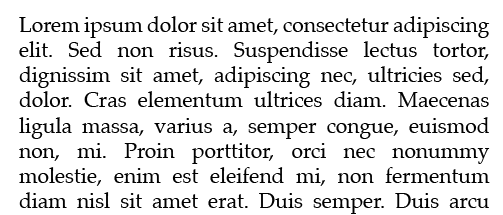 Lorem ipsum dolor sit amet, consectetur adipiscing
elit. Sed non risus. Suspendisse lectus tortor,
dignissim sit amet, adipiscing nec, ultricies sed,
dolor. Cras elementum ultrices diam. Maecenas
ligula massa, varius a, semper congue, euismod
non, mi. Proin porttitor, orci nec nonummy
molestie, enim est eleifend mi, non fermentum
diam nisl sit amet erat. Duis semper. Duis arcu